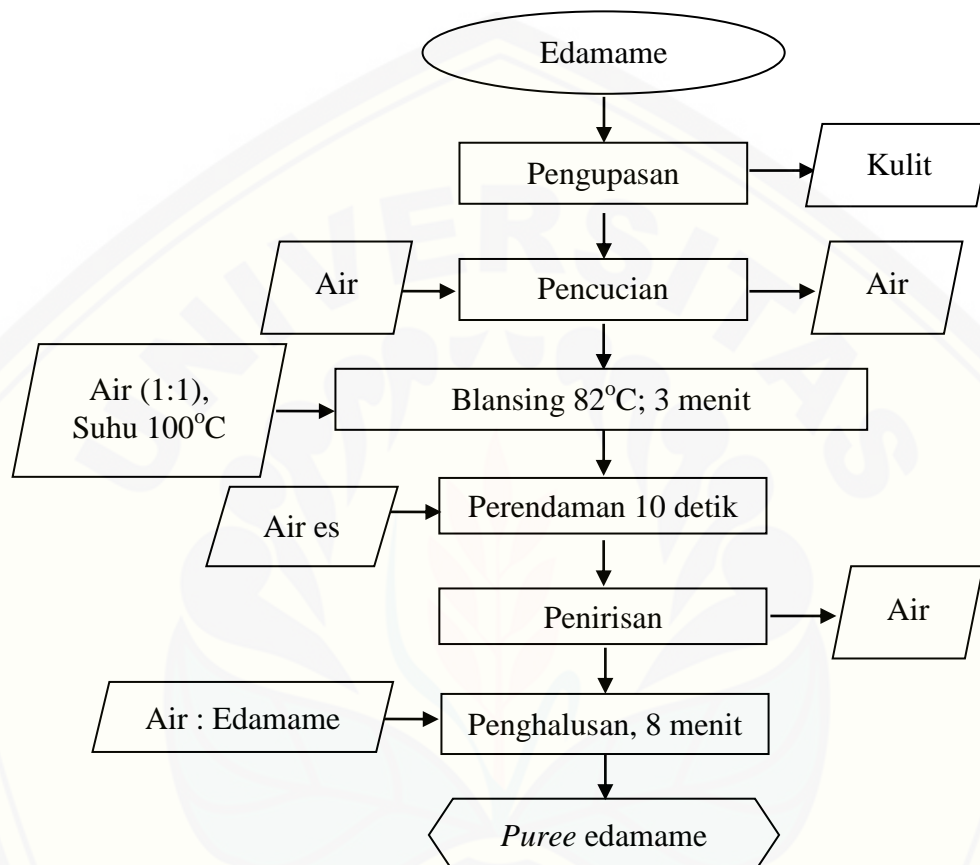 Edamame
Pengupasan
Kulit
Air
Pencucian
Air
Air (1:1),
Suhu 100°C
Blansing 82°C; 3 menit
Air es
Perendaman 10 detik
Penirisan
Air
Air : Edamame
Penghalusan, 8 menit
Puree edamame
UNIVERSITAS